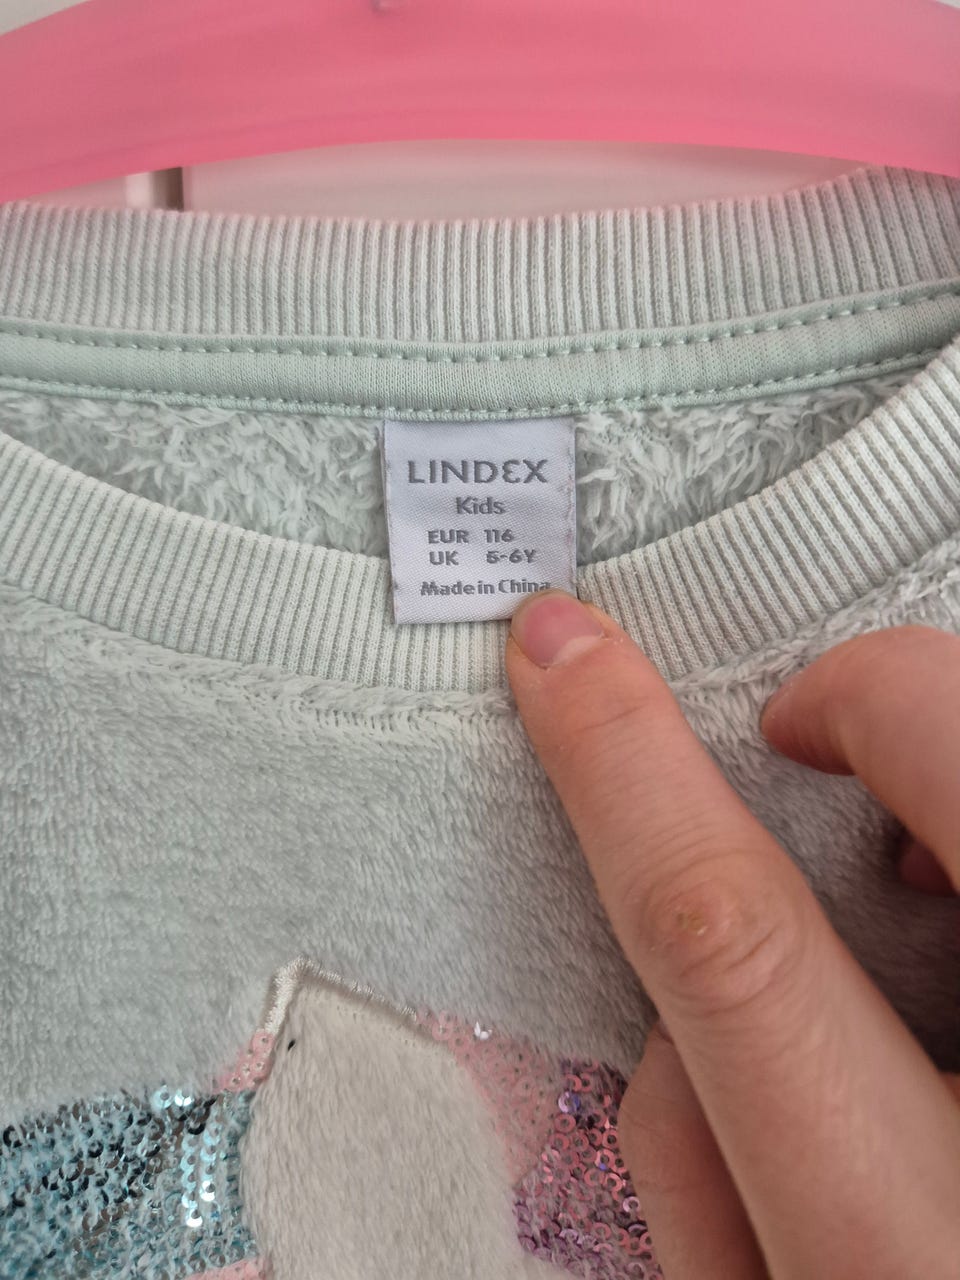 LINDEX
Kids
EUR 116
UK 5-6Y
Made in China